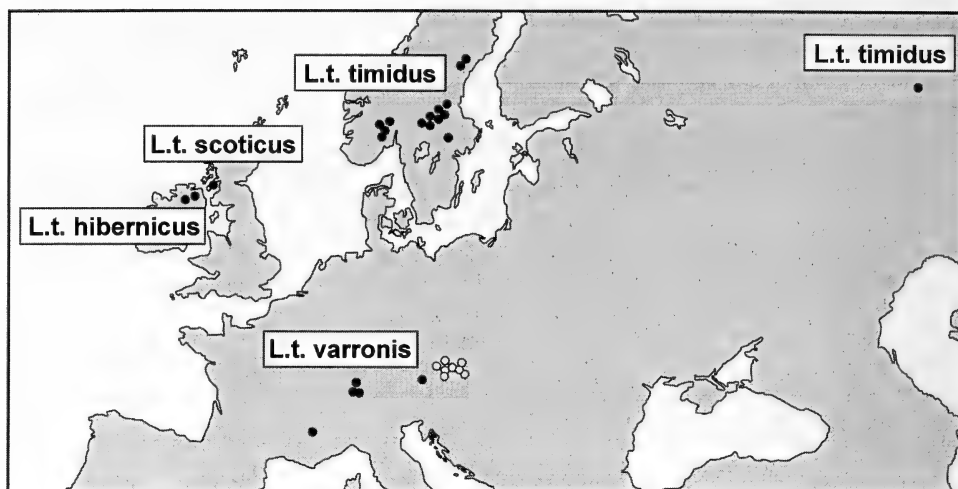 L.t. timidus
L.t. timidus
L.t. scoticus
L.t. hibernicus
L.t. varronis